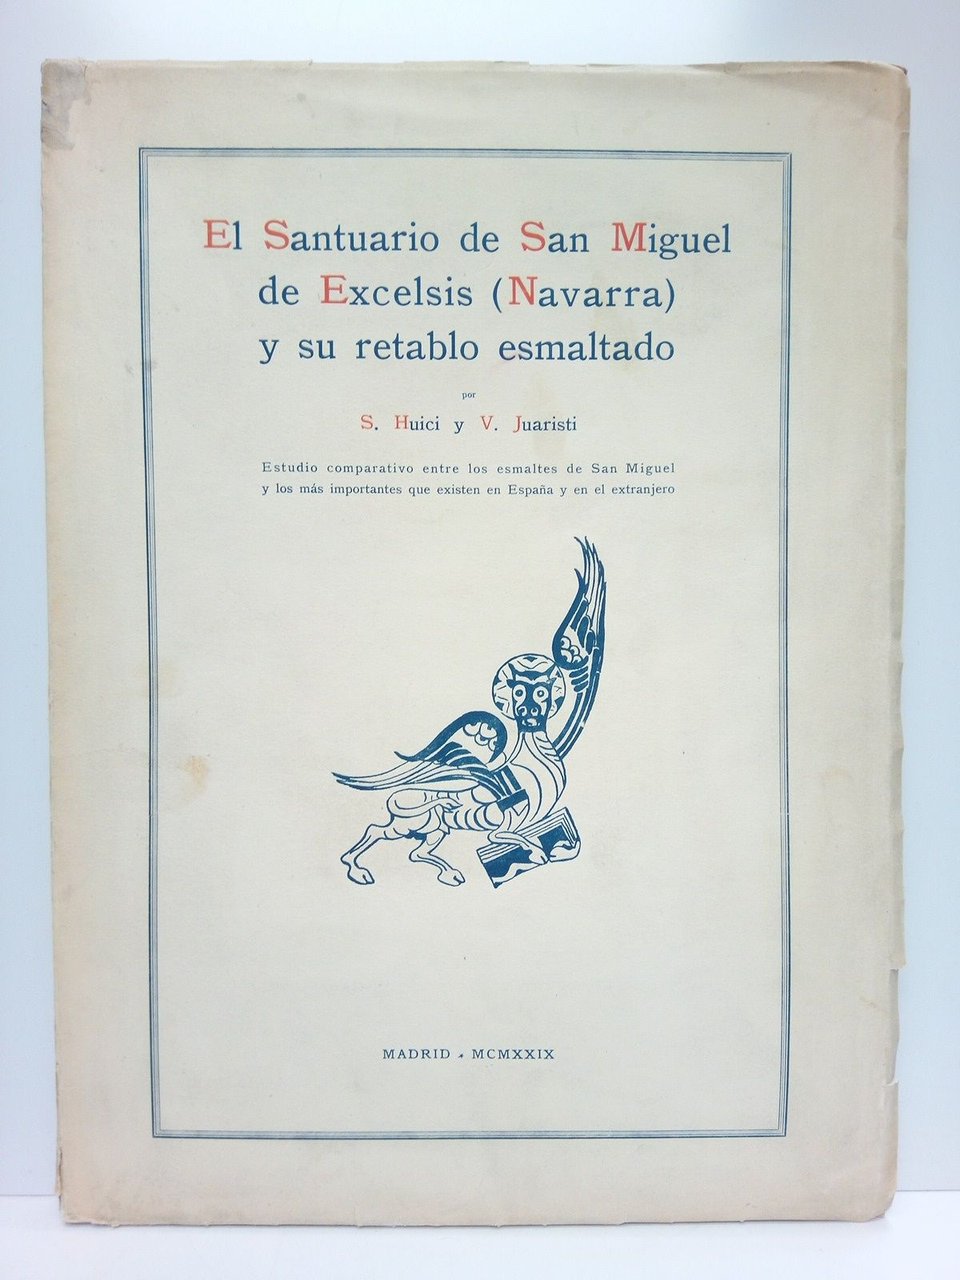 El Santuario de San Miguel
de Excelsis (Navarra)
y su retablo esmaltado
por
S. Huici y V. Juaristi
Estudio comparativo entre los esmaltes de San Miguel
y los más importantes que existen en España y en el extranjero
MADRID - MCMXXIX